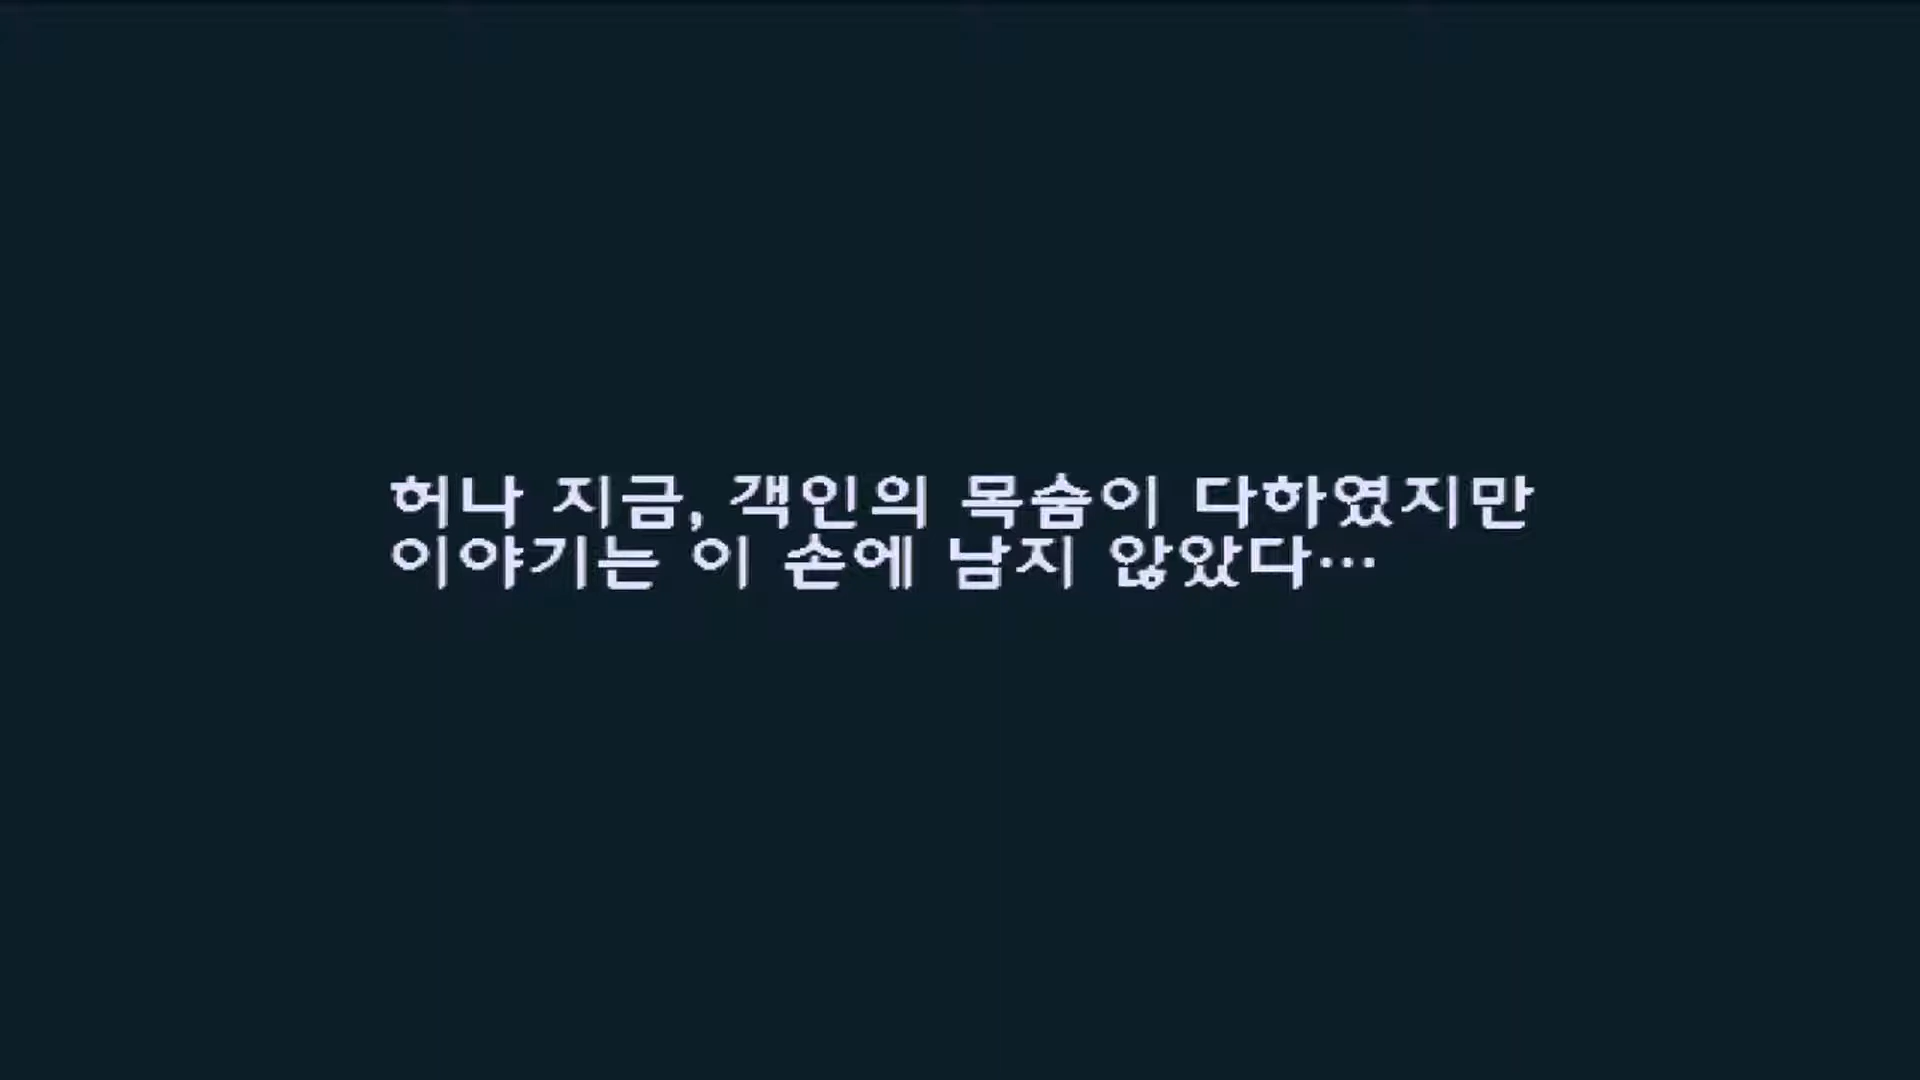 허나 지금, 객인의 목숨이 다하였지만
이야기는 이 손에 남지 않았다…